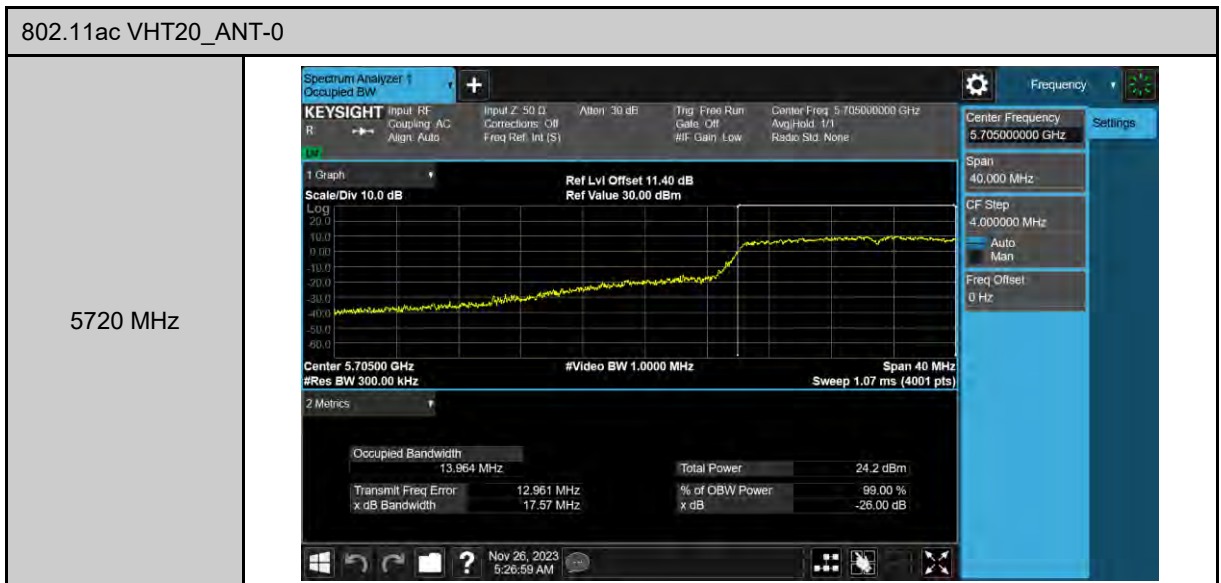 802.11ac VHT20_ANT-0
5720 MHz
Spectrum Analyzer 1
Occupied BW
Frequency
KEYSIGHT
R
Input: RF
Coupling: AC
Align: Auto
Input Z: 50 Ω
Corrections: Off
Freq Ref: Int (S)
Atten: 30 dB
Trig: Free Run
Gate: Off
#IF Gain: Low
Center Freq: 5.705000000 GHz
Avg|Hold: 1/1
Radio Std: None
Center Frequency
5.705000000 GHz
Settings
Span
40.000 MHz
CF Step
4.000000 MHz
Auto
Man
Freq Offset
0 Hz
1 Graph
Scale/Div 10.0 dB
Ref Lvl Offset 11.40 dB
Ref Value 30.00 dBm
Log
20.0
10.0
0.00
-10.0
-20.0
-30.0
-40.0
-50.0
-60.0
Center 5.70500 GHz
#Res BW 300.00 kHz
#Video BW 1.0000 MHz
Span 40 MHz
Sweep 1.07 ms (4001 pts)
2 Metrics
Occupied Bandwidth
13.964 MHz
Total Power 24.2 dBm
Transmit Freq Error 12.961 MHz
% of OBW Power 99.00 %
x dB Bandwidth 17.57 MHz
x dB -26.00 dB
?
Nov 26, 2023
5:26:59 AM